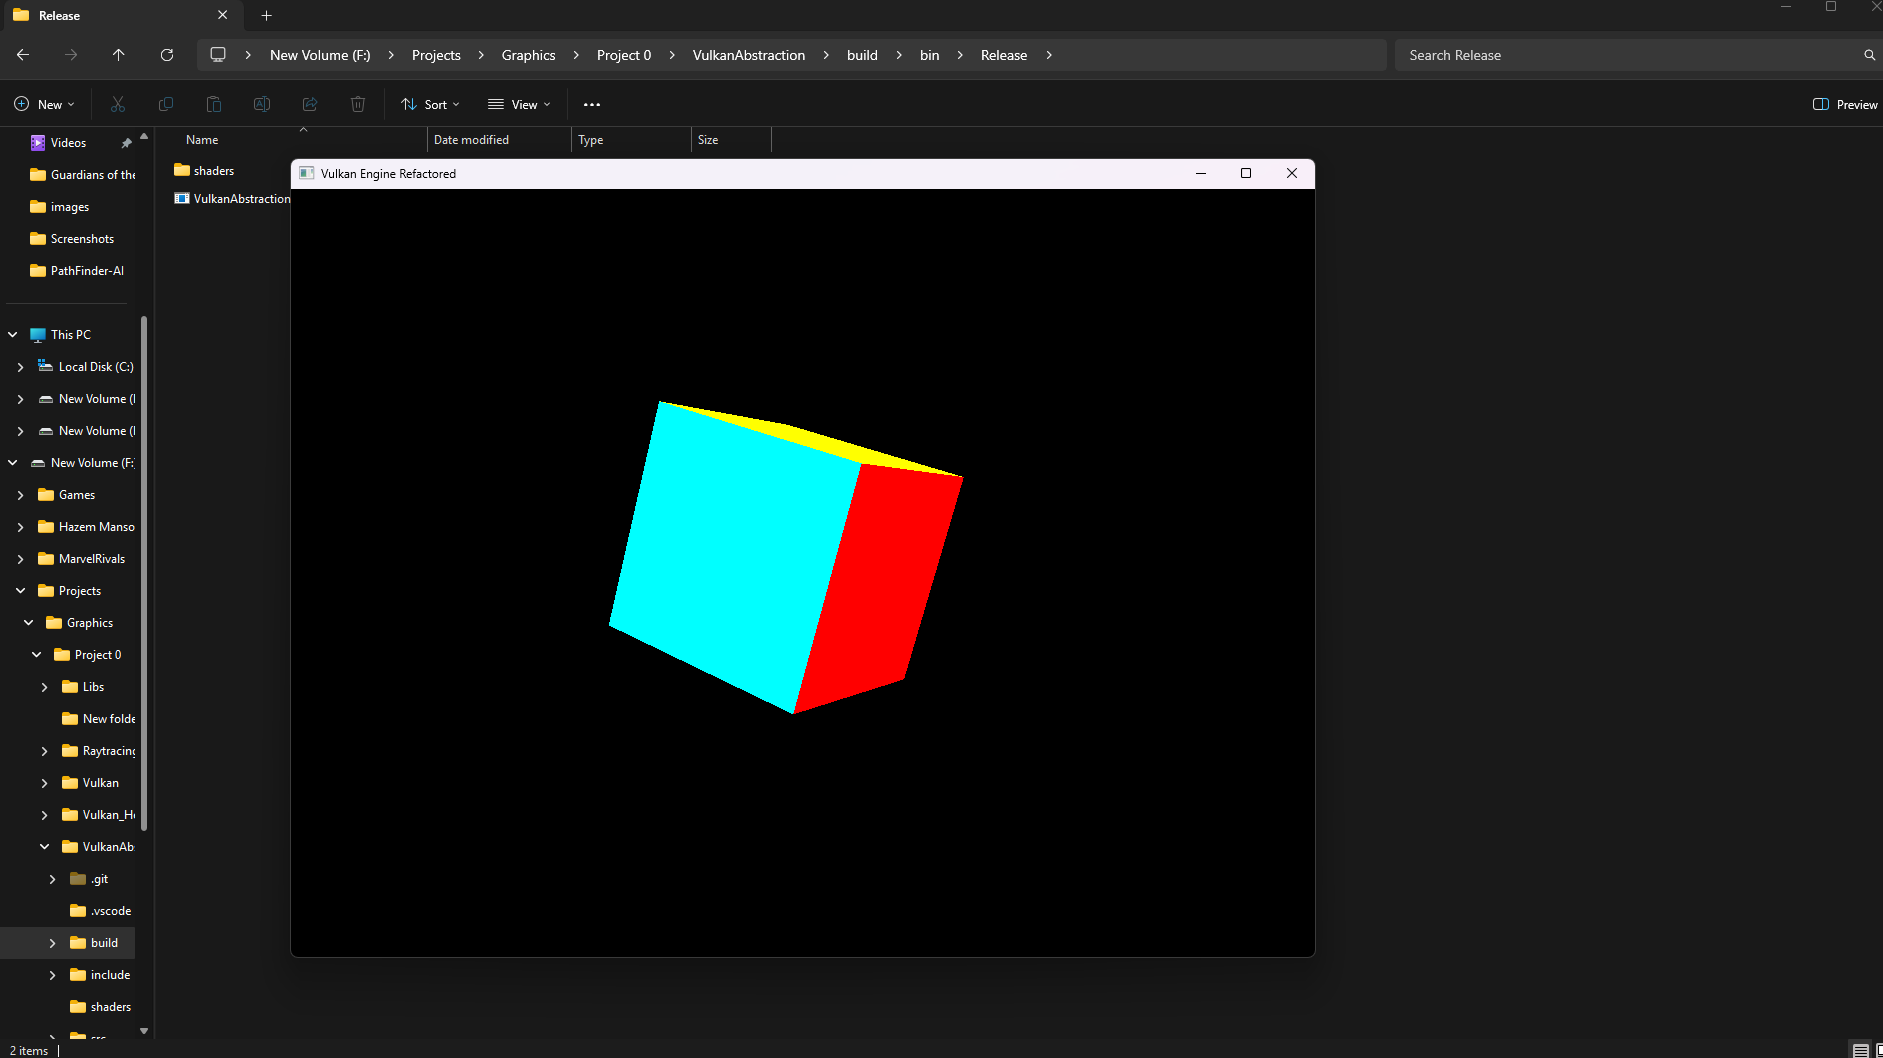 Release
New Volume (F:) Projects Graphics Project 0 VulkanAbstraction build bin Release
Search Release
New Sort View Preview
Name Date modified Type Size
shaders
VulkanAbstraction
Vulkan Engine Refactored
Videos
Guardians of the
images
Screenshots
PathFinder-AI
This PC
Local Disk (C:)
New Volume (
New Volume (
New Volume (F:
Games
Hazem Manso
MarvelRivals
Projects
Graphics
Project 0
Libs
New folde
Raytracing
Vulkan
Vulkan_H
VulkanAb
.git
.vscode
build
include
shaders
2 items